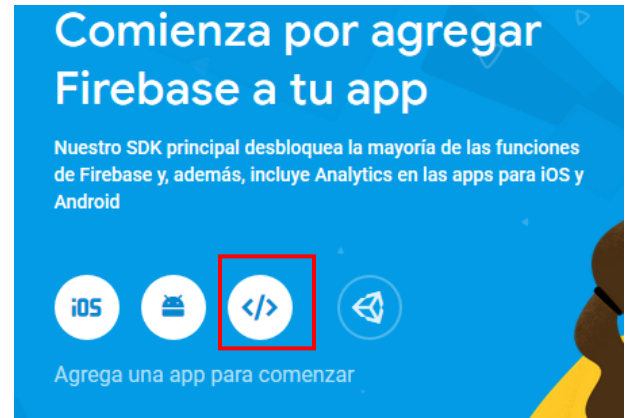 Comienza por agregar
Firebase a tu app
Nuestro SDK principal desbloquea la mayoría de las funciones
de Firebase y, además, incluye Analytics en las apps para iOS y
Android
iOS </>
Agrega una app para comenzar